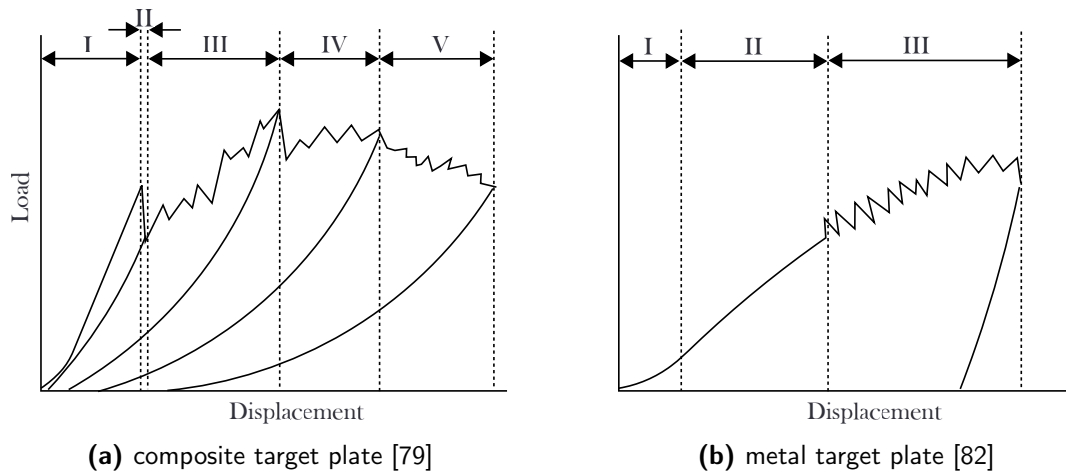 II
I III IV V
Load
Displacement
(a) composite target plate [79]
I II III
Displacement
(b) metal target plate [82]